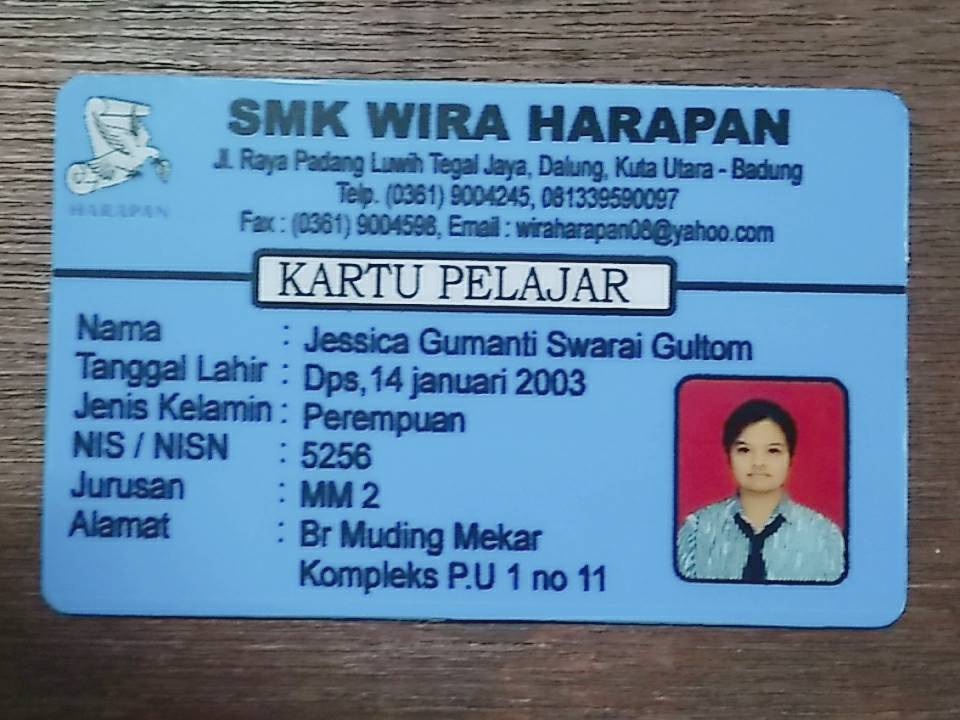 SMK WIRA HARAPAN
Jl. Raya Padang Luwih Tegal Jaya, Dalung, Kuta Utara - Badung
Telp. (0361) 9004245, 081339590097
Fax : (0361) 9004598, Email : wiraharapan08@yahoo.com
HARAPAN
KARTU PELAJAR
Nama : Jessica Gumanti Swarai Gultom
Tanggal Lahir : Dps, 14 januari 2003
Jenis Kelamin : Perempuan
NIS / NISN : 5256
Jurusan : MM 2
Alamat : Br Muding Mekar
Kompleks P.U 1 no 11